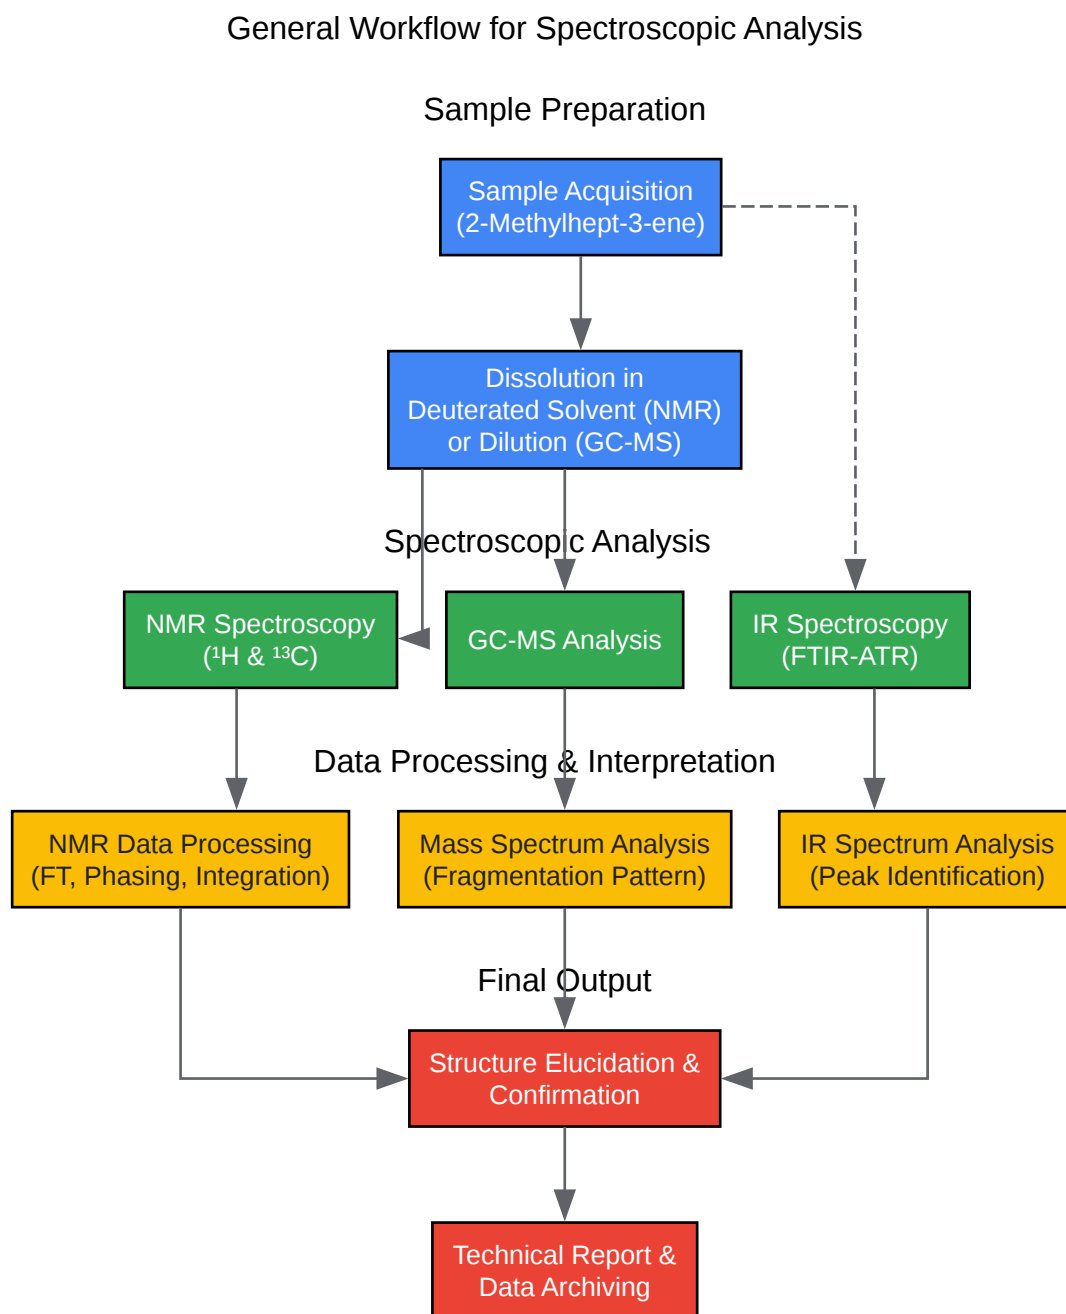 General Workflow for Spectroscopic Analysis
Sample Preparation
Sample Acquisition
(2-Methylhept-3-ene)
Dissolution in
Deuterated Solvent (NMR)
or Dilution (GC-MS)
Spectroscopic Analysis
NMR Spectroscopy
(¹H & ¹³C)
GC-MS Analysis
IR Spectroscopy
(FTIR-ATR)
Data Processing & Interpretation
NMR Data Processing
(FT, Phasing, Integration)
Mass Spectrum Analysis
(Fragmentation Pattern)
IR Spectrum Analysis
(Peak Identification)
Final Output
Structure Elucidation &
Confirmation
Technical Report &
Data Archiving